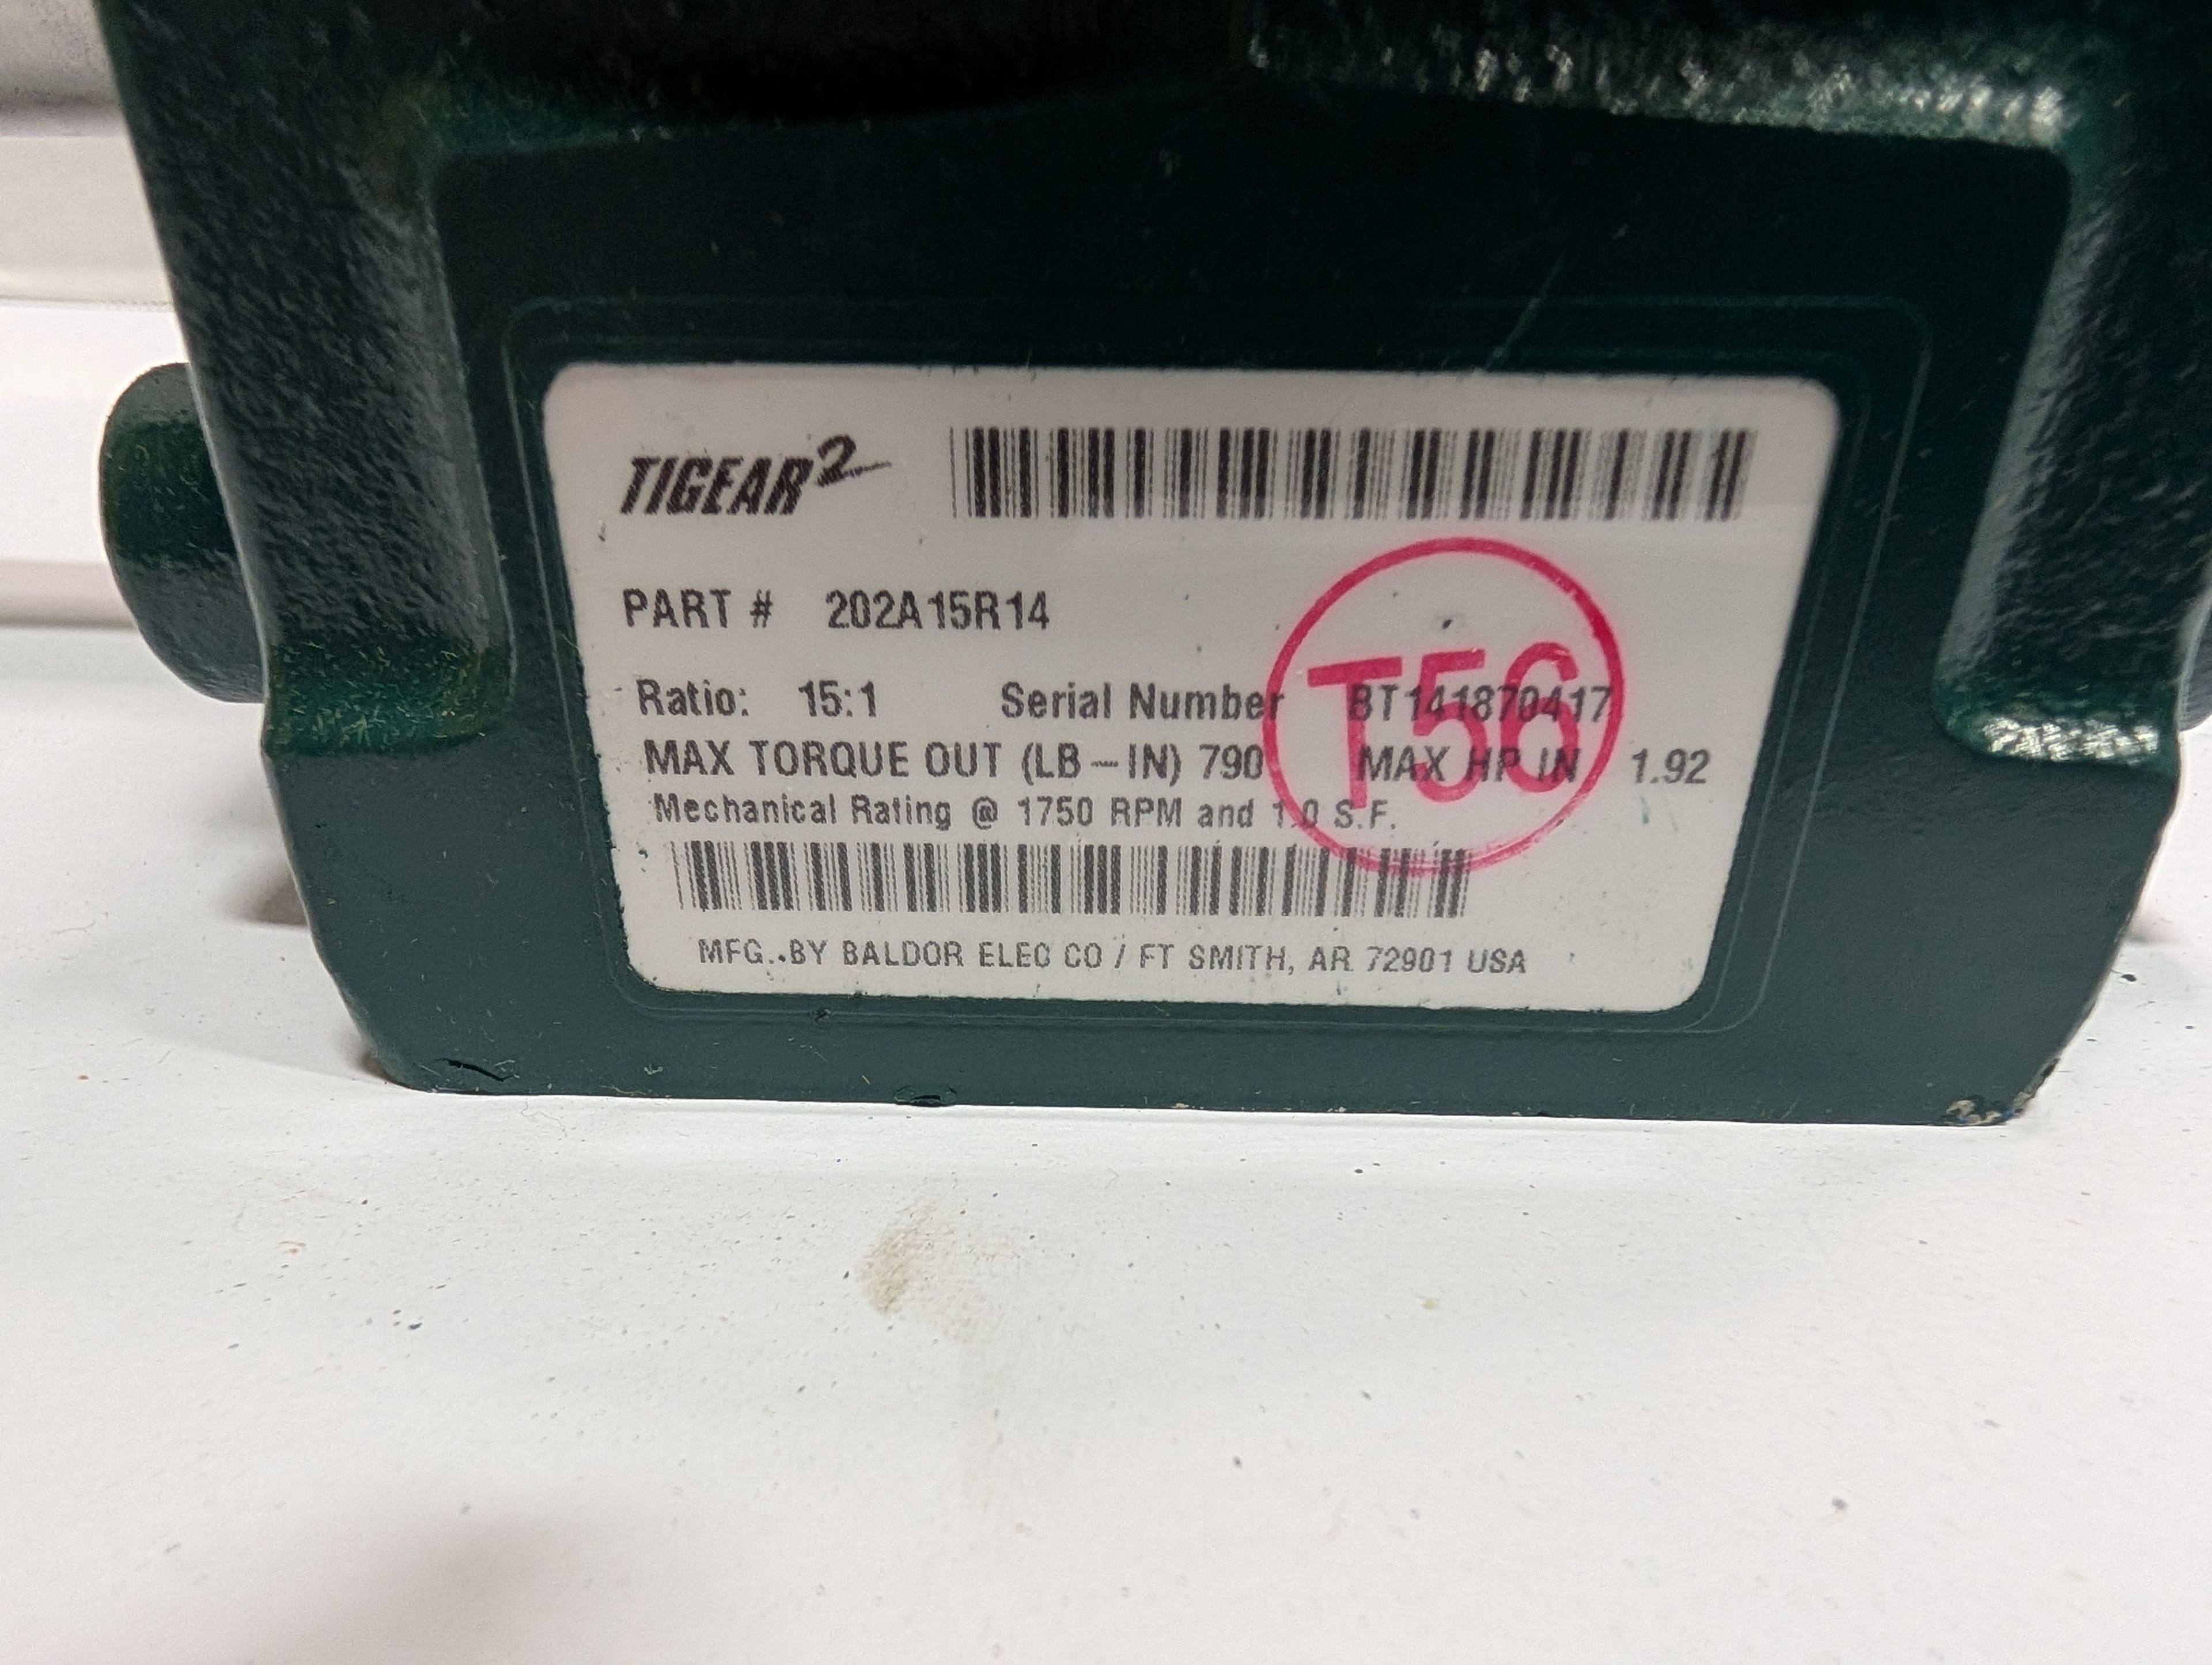 TIGEAR2
PART # 202A15R14
Ratio: 15:1 Serial Number BT141870417
T56
MAX TORQUE OUT (LB-IN) 790 MAX HP IN 1.92
Mechanical Rating @ 1750 RPM and 1.0 S.F.
MFG..BY BALDOR ELEC CO / FT SMITH, AR 72901 USA